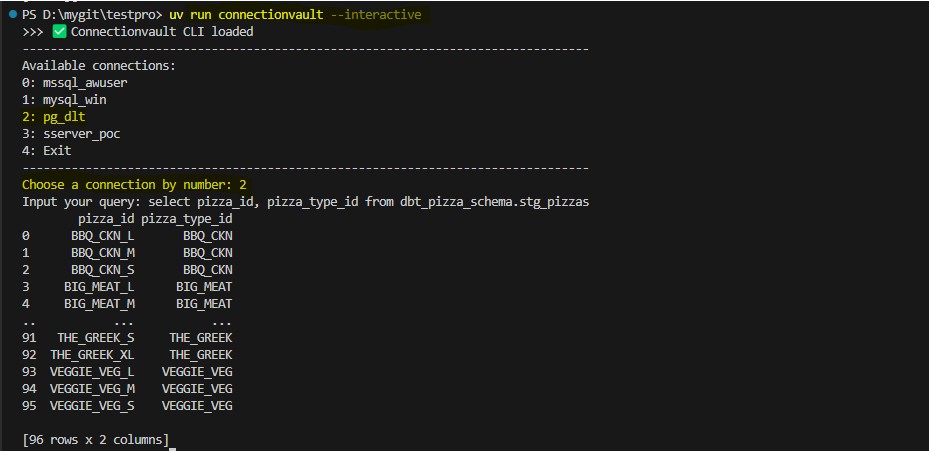 PS D:\mygit\testpro> uv run connectionvault --interactive
>>> ✅ Connectionvault CLI loaded
--------------------------------------------------------------------------------
Available connections:
0: mssql_awuser
1: mysql_win
2: pg_dlt
3: sserver_poc
4: Exit
--------------------------------------------------------------------------------
Choose a connection by number: 2
Input your query: select pizza_id, pizza_type_id from dbt_pizza_schema.stg_pizzas
        pizza_id pizza_type_id
0       BBQ_CKN_L       BBQ_CKN
1       BBQ_CKN_M       BBQ_CKN
2       BBQ_CKN_S       BBQ_CKN
3      BIG_MEAT_L      BIG_MEAT
4      BIG_MEAT_M      BIG_MEAT
..            ...           ...
91    THE_GREEK_S     THE_GREEK
92   THE_GREEK_XL     THE_GREEK
93   VEGGIE_VEG_L    VEGGIE_VEG
94   VEGGIE_VEG_M    VEGGIE_VEG
95   VEGGIE_VEG_S    VEGGIE_VEG
[96 rows x 2 columns]